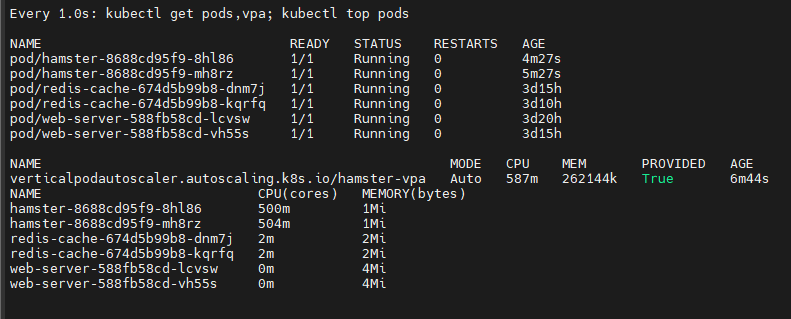 Every 1.0s: kubectl get pods,vpa; kubectl top pods
NAME READY STATUS RESTARTS AGE
pod/hamster-8688cd95f9-8hl86 1/1 Running 0 4m27s
pod/hamster-8688cd95f9-mh8rz 1/1 Running 0 5m27s
pod/redis-cache-674d5b99b8-dnm7j 1/1 Running 0 3d15h
pod/redis-cache-674d5b99b8-kqrfq 1/1 Running 0 3d10h
pod/web-server-588fb58cd-lcvsw 1/1 Running 0 3d20h
pod/web-server-588fb58cd-vh55s 1/1 Running 0 3d15h
NAME MODE CPU MEM PROVIDED AGE
verticalpodautoscaler.autoscaling.k8s.io/hamster-vpa Auto 587m 262144k True 6m44s
NAME CPU(cores) MEMORY(bytes)
hamster-8688cd95f9-8hl86 500m 1Mi
hamster-8688cd95f9-mh8rz 504m 1Mi
redis-cache-674d5b99b8-dnm7j 2m 2Mi
redis-cache-674d5b99b8-kqrfq 2m 2Mi
web-server-588fb58cd-lcvsw 0m 4Mi
web-server-588fb58cd-vh55s 0m 4Mi